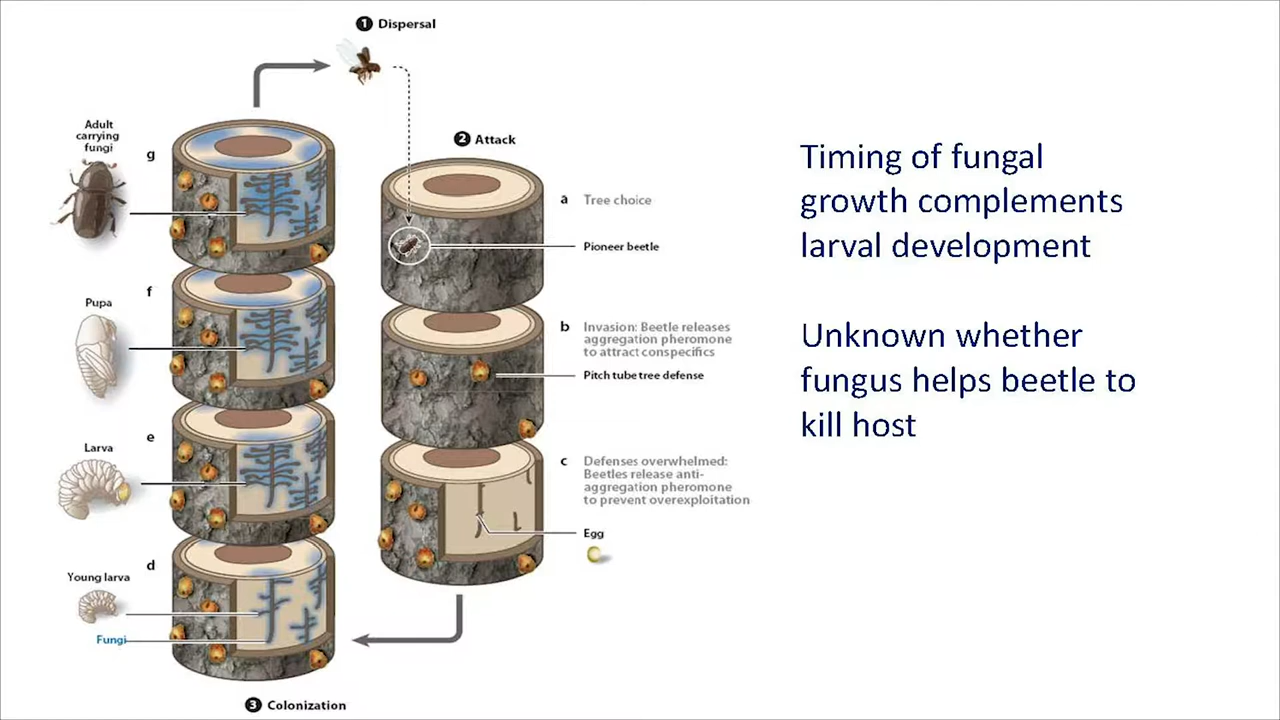 1 Dispersal
Adult
carrying
fungi
g
Pupa
f
Larva
e
Young larva
d
Fungi
3 Colonization
2 Attack
a Tree choice
Pioneer beetle
b Invasion: Beetle releases
aggregation pheromone
to attract conspecifics
Pitch tube tree defense
c Defenses overwhelmed:
Beetles release anti-
aggregation pheromone
to prevent overexploitation
Egg
Timing of fungal
growth complements
larval development
Unknown whether
fungus helps beetle to
kill host